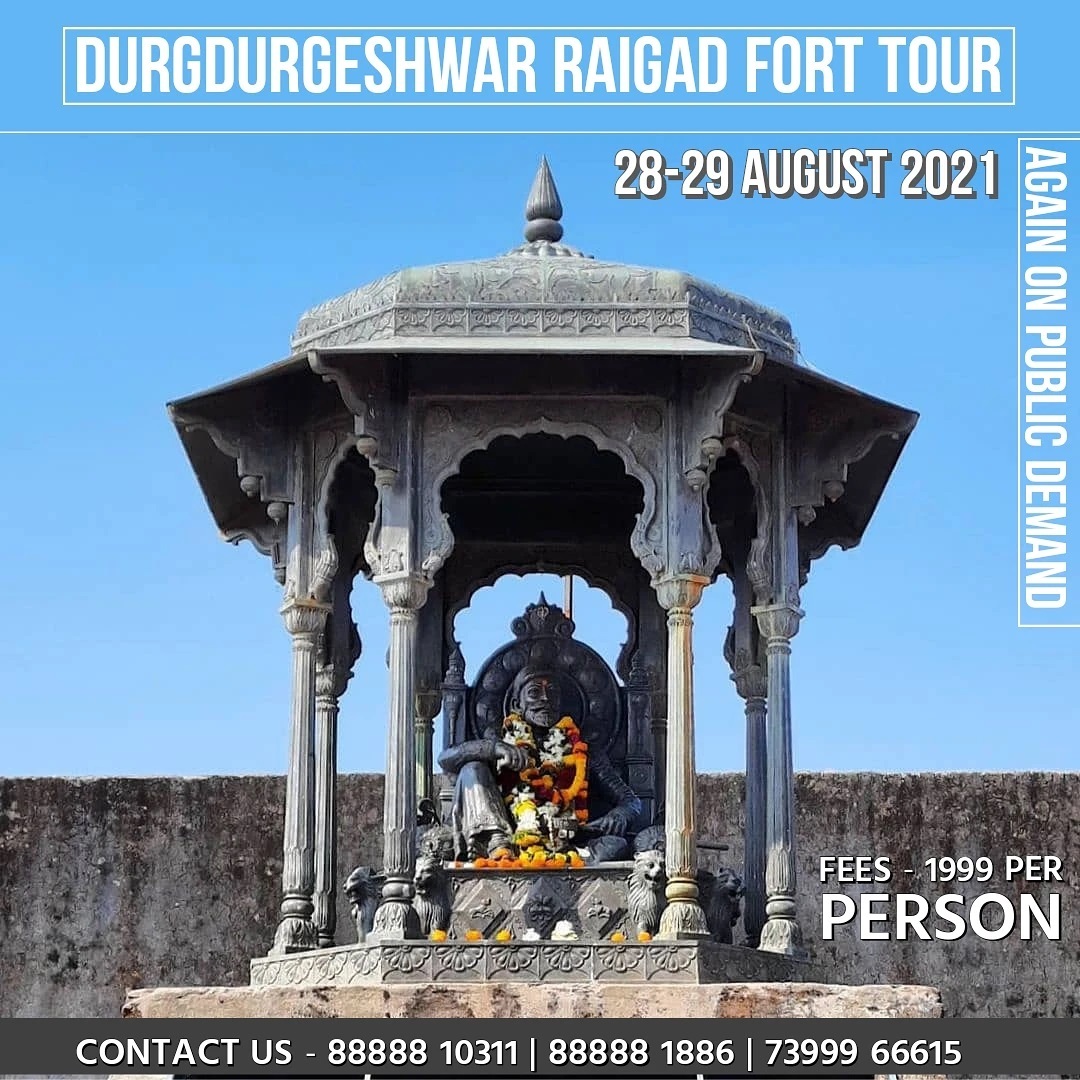 DURGDURGESHWAR RAIGAD FORT TOUR
28-29 AUGUST 2021
AGAIN ON PUBLIC DEMAND
FEES - 1999 PER
PERSON
CONTACT US - 88888 10311 | 88888 1886 | 73999 66615